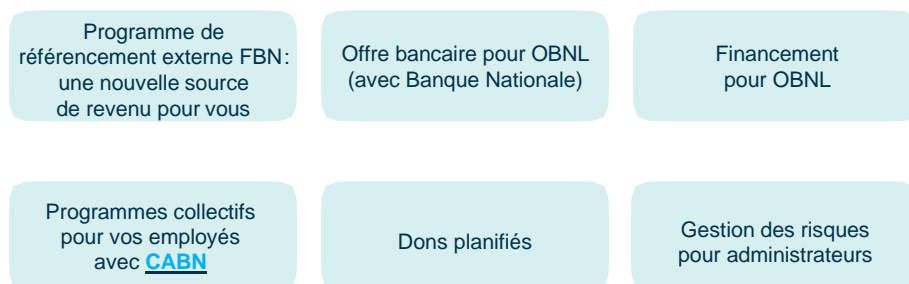 Programme de
référencement externe FBN:
une nouvelle source
de revenu pour vous
Offre bancaire pour OBNL
(avec Banque Nationale)
Financement
pour OBNL
Programmes collectifs
pour vos employés
avec CABN
Dons planifiés
Gestion des risques
pour administrateurs